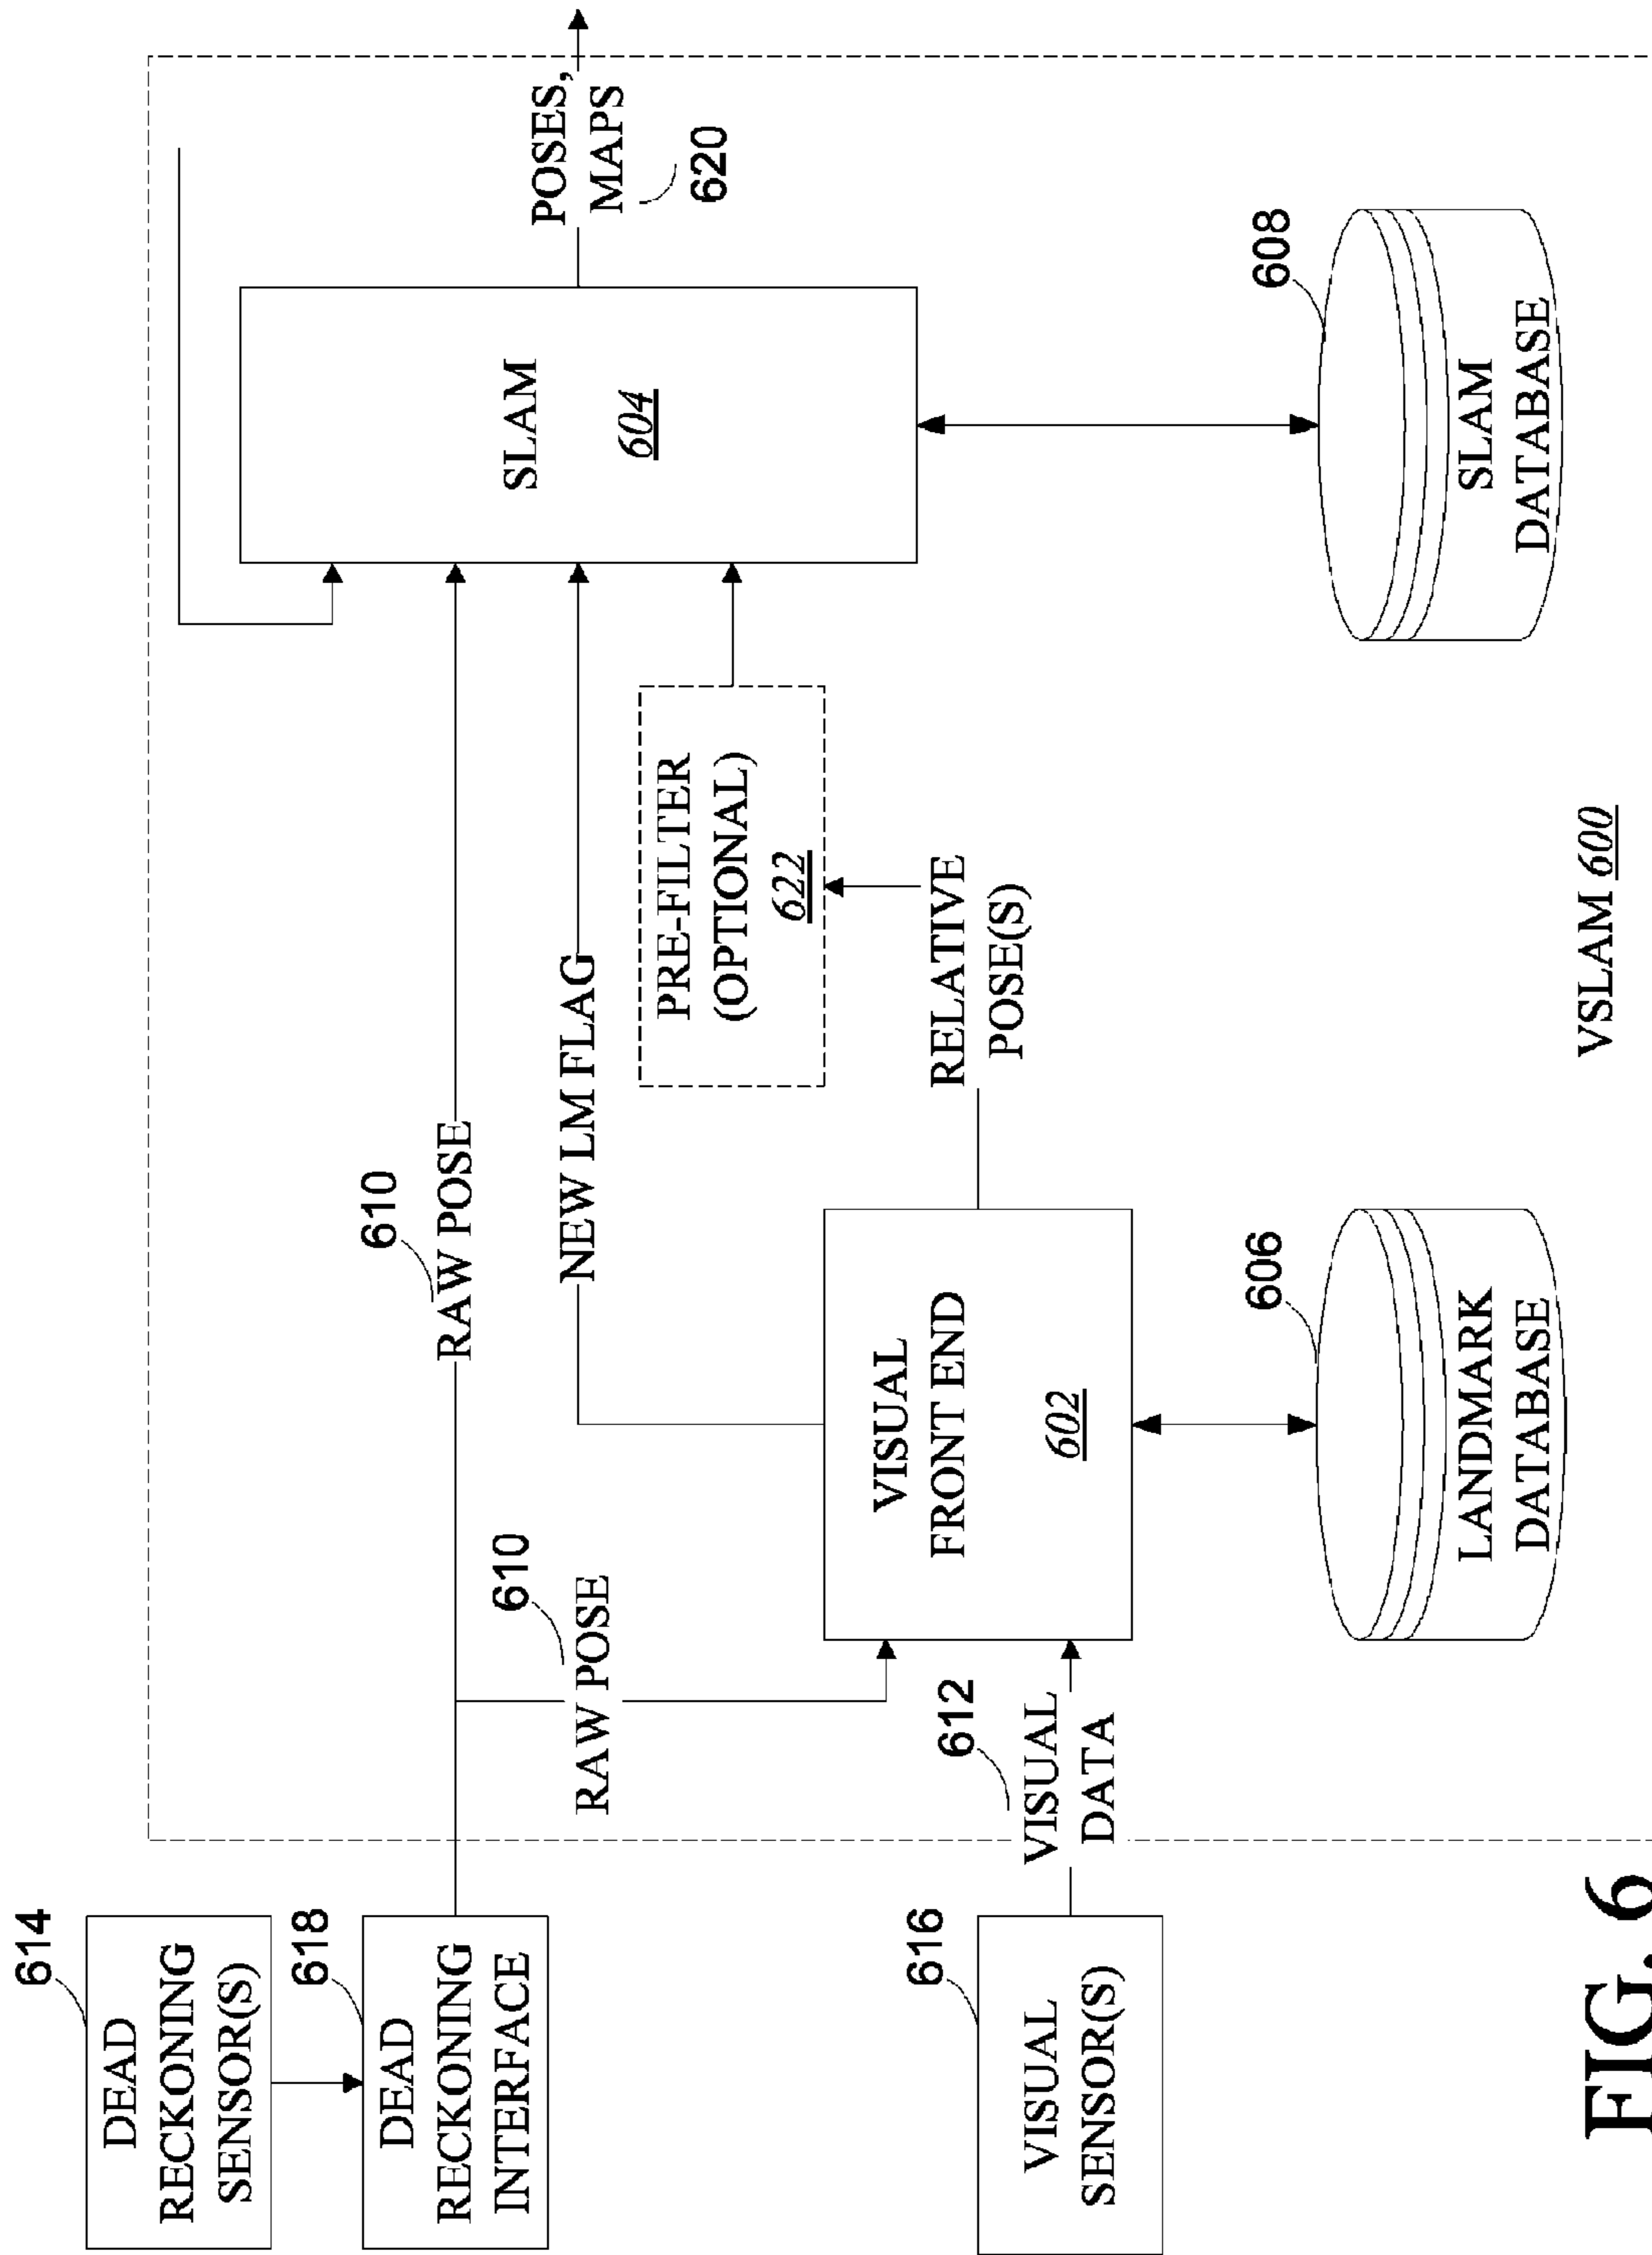 614
DEAD
RECKONING
SENSOR(S)
618
DEAD
RECKONING
INTERFACE
616
VISUAL
SENSOR(S)
610
RAW POSE
610
RAW POSE
612
VISUAL
DATA
NEW LM FLAG
VISUAL
FRONT END
602
RELATIVE
POSE(S)
PRE-FILTER
(OPTIONAL)
622
SLAM
604
POSES,
MAPS
620
606
LANDMARK
DATABASE
608
SLAM
DATABASE
VSLAM 600
FIG. 6